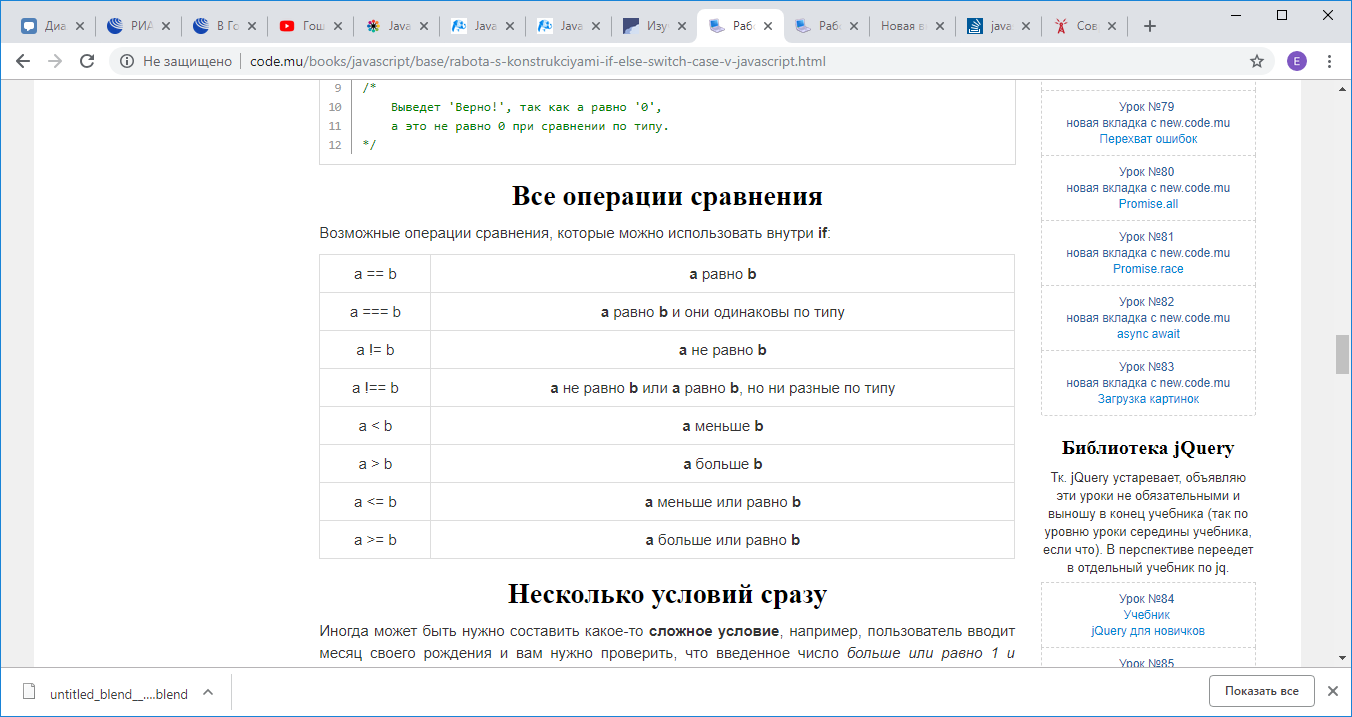 Диа
РИА
В Го
Гош
Java
Java
Java
Изу
Рабо
Рабо
Новая в
java
Сов
Не защищено
code.mu/books/javascript/base/rabota-s-konstrukciyami-if-else-switch-case-v-javascript.html
E
9 /*
10 Выведет 'Верно!', так как a равно '0',
11 а это не равно 0 при сравнении по типу.
12 */
Все операции сравнения
Возможные операции сравнения, которые можно использовать внутри if:
a == b a равно b
a === b a равно b и они одинаковы по типу
a != b a не равно b
a !== b a не равно b или a равно b, но ни разные по типу
a < b a меньше b
a > b a больше b
a <= b a меньше или равно b
a >= b a больше или равно b
Несколько условий сразу
Иногда может быть нужно составить какое-то сложное условие, например, пользователь вводит
месяц своего рождения и вам нужно проверить, что введенное число больше или равно 1 и
Урок №79
новая вкладка с new.code.mu
Перехват ошибок
Урок №80
новая вкладка с new.code.mu
Promise.all
Урок №81
новая вкладка с new.code.mu
Promise.race
Урок №82
новая вкладка с new.code.mu
async await
Урок №83
новая вкладка с new.code.mu
Загрузка картинок
Библиотека jQuery
Тк. jQuery устаревает, объявляю
эти уроки не обязательными и
выношу в конец учебника (так по
уровню уроки середины учебника,
если что). В перспективе переедет
в отдельный учебник по jq.
Урок №84
Учебник
jQuery для новичков
Урок №85
untitled_blend__....blend
Показать все